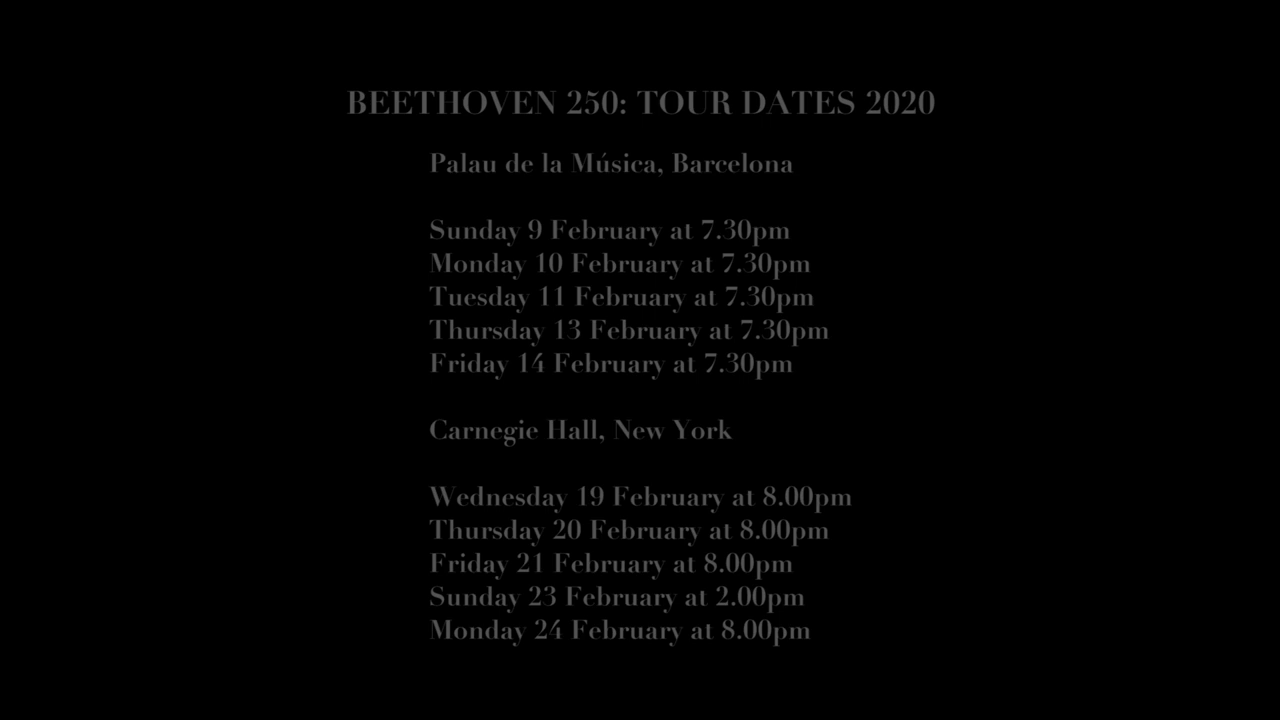 BEETHOVEN 250: TOUR DATES 2020
Palau de la Música, Barcelona
Sunday 9 February at 7.30pm
Monday 10 February at 7.30pm
Tuesday 11 February at 7.30pm
Thursday 13 February at 7.30pm
Friday 14 February at 7.30pm
Carnegie Hall, New York
Wednesday 19 February at 8.00pm
Thursday 20 February at 8.00pm
Friday 21 February at 8.00pm
Sunday 23 February at 2.00pm
Monday 24 February at 8.00pm